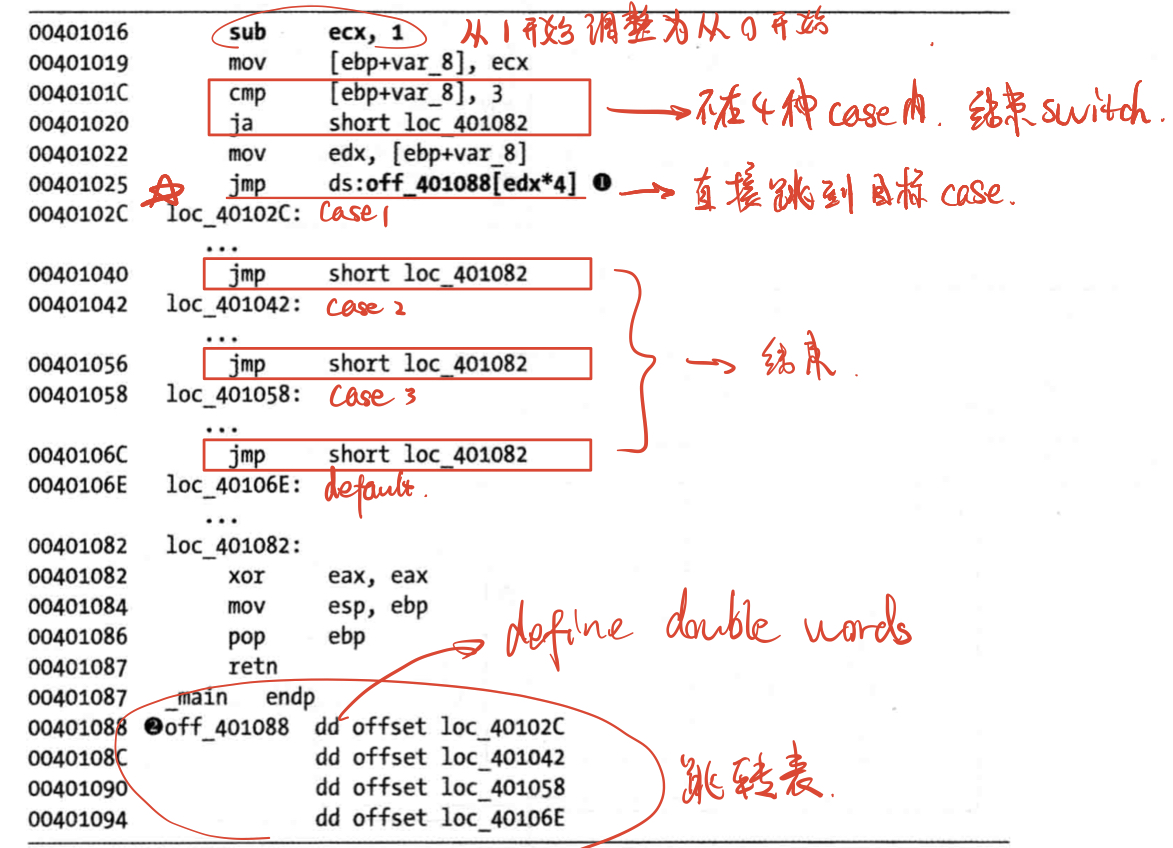 00401016 sub ecx, 1 从1开始调整为从0开始
00401019 mov [ebp+var_8], ecx
0040101C cmp [ebp+var_8], 3
00401020 ja short loc_401082 不在4种case内. 结束switch.
00401022 mov edx, [ebp+var_8]
00401025 jmp ds:off_401088[edx*4] ❶ 直接跳到目标case.
0040102C loc_40102C: Case 1
...
00401040 jmp short loc_401082
00401042 loc_401042: Case 2
...
00401056 jmp short loc_401082 结束.
00401058 loc_401058: Case 3
...
0040106C jmp short loc_401082
0040106E loc_40106E: default.
...
00401082 loc_401082:
00401082 xor eax, eax
00401084 mov esp, ebp
00401086 pop ebp define double words
00401087 retn
00401087 _main endp
00401088 ❷off_401088 dd offset loc_40102C
0040108C dd offset loc_401042
00401090 dd offset loc_401058 跳转表.
00401094 dd offset loc_40106E